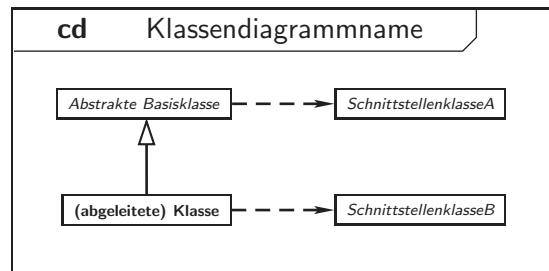 cd Klassendiagrammname
Abstrakte Basisklasse SchnittstellenklasseA
(abgeleitete) Klasse SchnittstellenklasseB